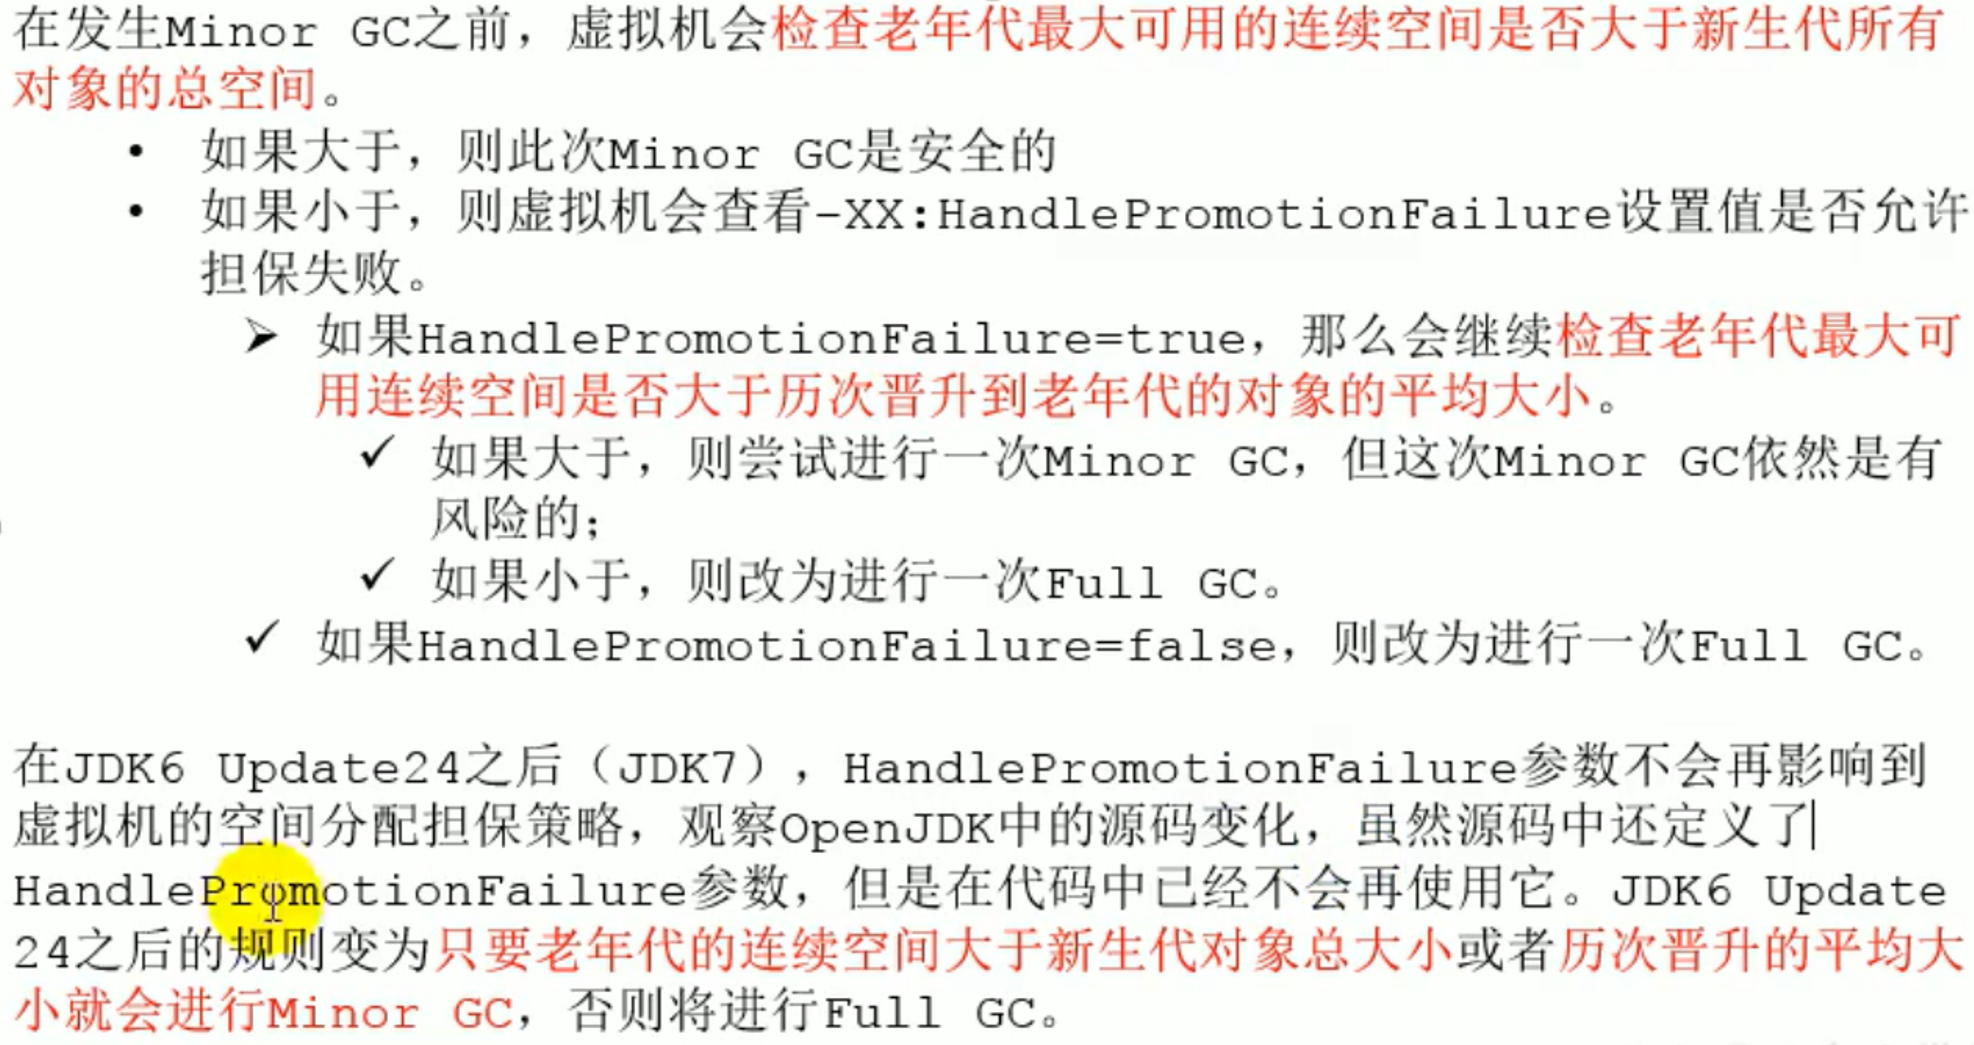 在发生Minor GC之前，虚拟机会检查老年代最大可用的连续空间是否大于新生代所有
对象的总空间。
• 如果大于，则此次Minor GC是安全的
• 如果小于，则虚拟机会查看-XX:HandlePromotionFailure设置值是否允许
担保失败。
➢ 如果HandlePromotionFailure=true，那么会继续检查老年代最大可
用连续空间是否大于历次晋升到老年代的对象的平均大小。
✓ 如果大于，则尝试进行一次Minor GC，但这次Minor GC依然是有
风险的；
✓ 如果小于，则改为进行一次Full GC。
✓ 如果HandlePromotionFailure=false，则改为进行一次Full GC。
在JDK6 Update24之后（JDK7），HandlePromotionFailure参数不会再影响到
虚拟机的空间分配担保策略，观察OpenJDK中的源码变化，虽然源码中还定义了
HandlePromotionFailure参数，但是在代码中已经不会再使用它。JDK6 Update
24之后的规则变为只要老年代的连续空间大于新生代对象总大小或者历次晋升的平均大
小就会进行Minor GC，否则将进行Full GC。